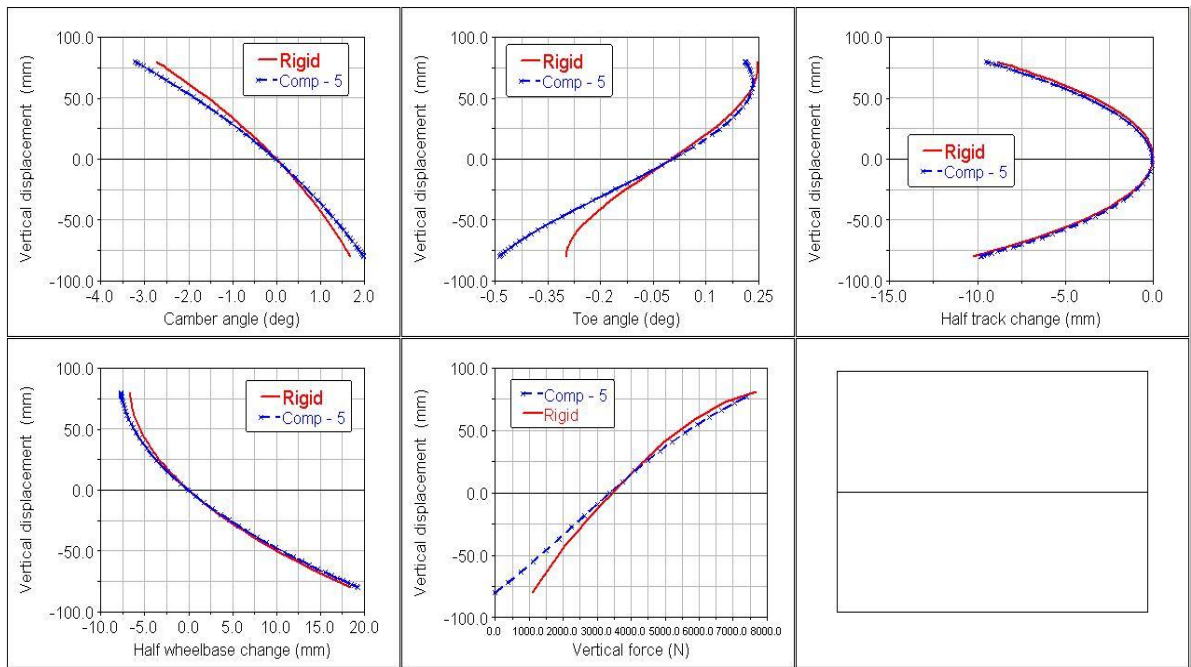 100.0
50.0
0.0
-50.0
-100.0
Vertical displacement (mm)
Rigid
Comp - 5
-4.0 -3.0 -2.0 -1.0 0.0 1.0 2.0
Camber angle (deg)
100.0
50.0
0.0
-50.0
-100.0
Vertical displacement (mm)
Rigid
Comp - 5
-0.5 -0.35 -0.2 -0.05 0.1 0.25
Toe angle (deg)
100.0
50.0
0.0
-50.0
-100.0
Vertical displacement (mm)
Rigid
Comp - 5
-15.0 -10.0 -5.0 0.0
Half track change (mm)
100.0
50.0
0.0
-50.0
-100.0
Vertical displacement (mm)
Rigid
Comp - 5
-10.0 -5.0 0.0 5.0 10.0 15.0 20.0
Half wheelbase change (mm)
100.0
50.0
0.0
-50.0
-100.0
Vertical displacement (mm)
Comp - 5
Rigid
0.0 1000.0 2000.0 3000.0 4000.0 5000.0 6000.0 7000.0 8000.0
Vertical force (N)